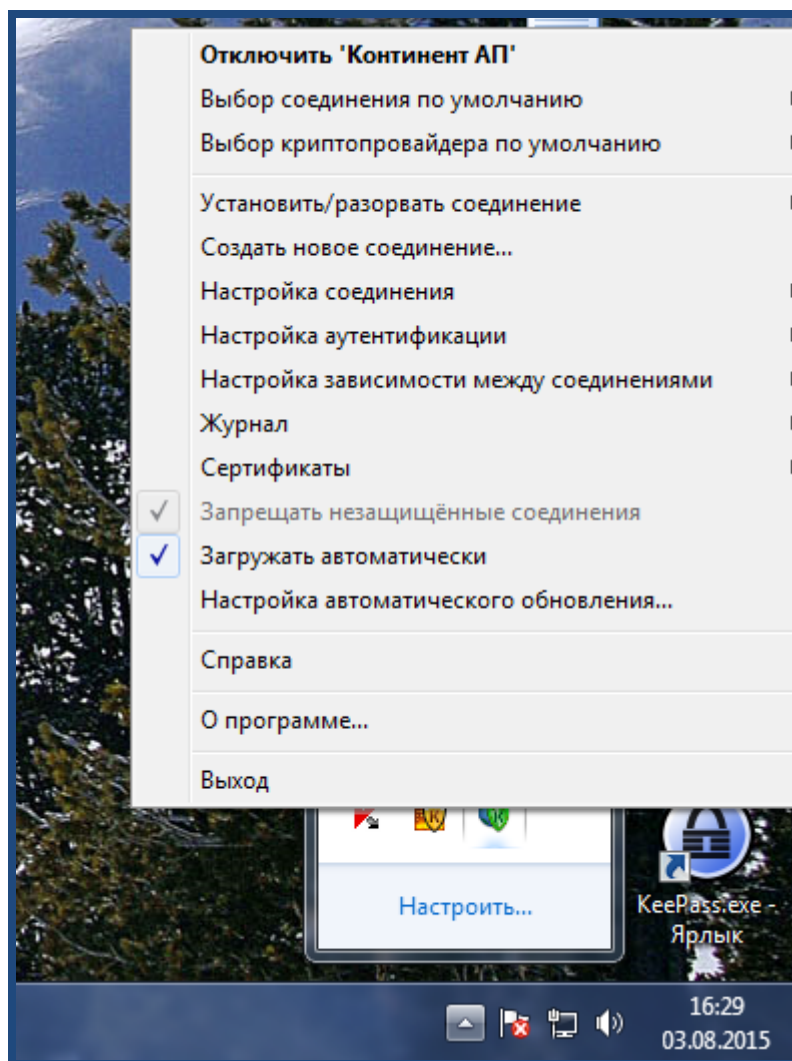 Отключить 'Континент АП'
Выбор соединения по умолчанию
Выбор криптопровайдера по умолчанию
Установить/разорвать соединение
Создать новое соединение...
Настройка соединения
Настройка аутентификации
Настройка зависимости между соединениями
Журнал
Сертификаты
Запрещать незащищённые соединения
Загружать автоматически
Настройка автоматического обновления...
Справка
О программе...
Выход
Настроить...
KeePass.exe -
Ярлык
16:29
03.08.2015